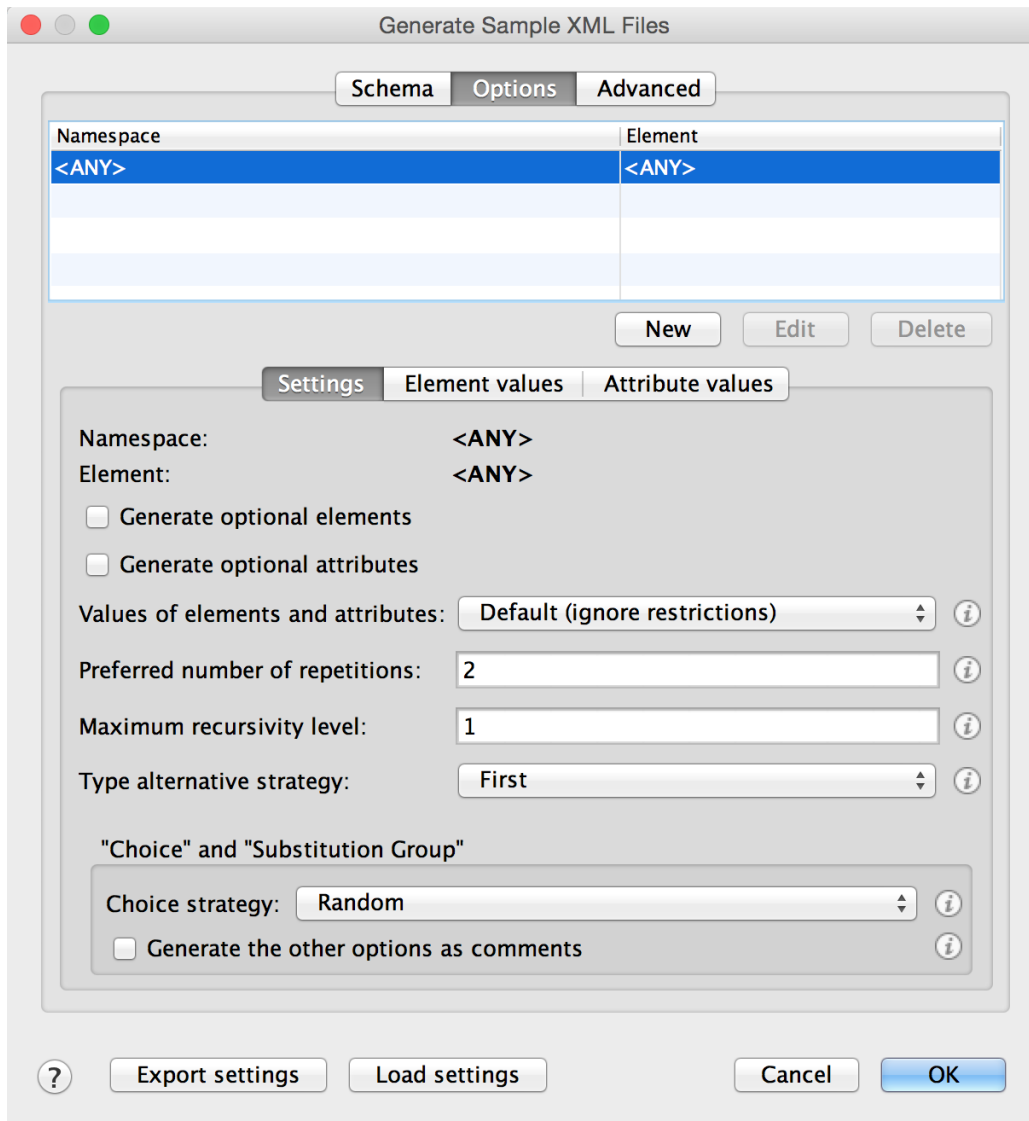 Generate Sample XML Files
Schema Options Advanced
Namespace Element
<ANY> <ANY>
New Edit Delete
Settings Element values Attribute values
Namespace: <ANY>
Element: <ANY>
Generate optional elements
Generate optional attributes
Values of elements and attributes: Default (ignore restrictions) i
Preferred number of repetitions: 2 i
Maximum recursivity level: 1 i
Type alternative strategy: First i
"Choice" and "Substitution Group"
Choice strategy: Random i
Generate the other options as comments i
? Export settings Load settings Cancel OK